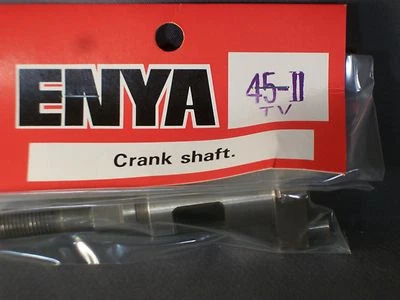 ENYA
45-II
TV
Crank shaft.